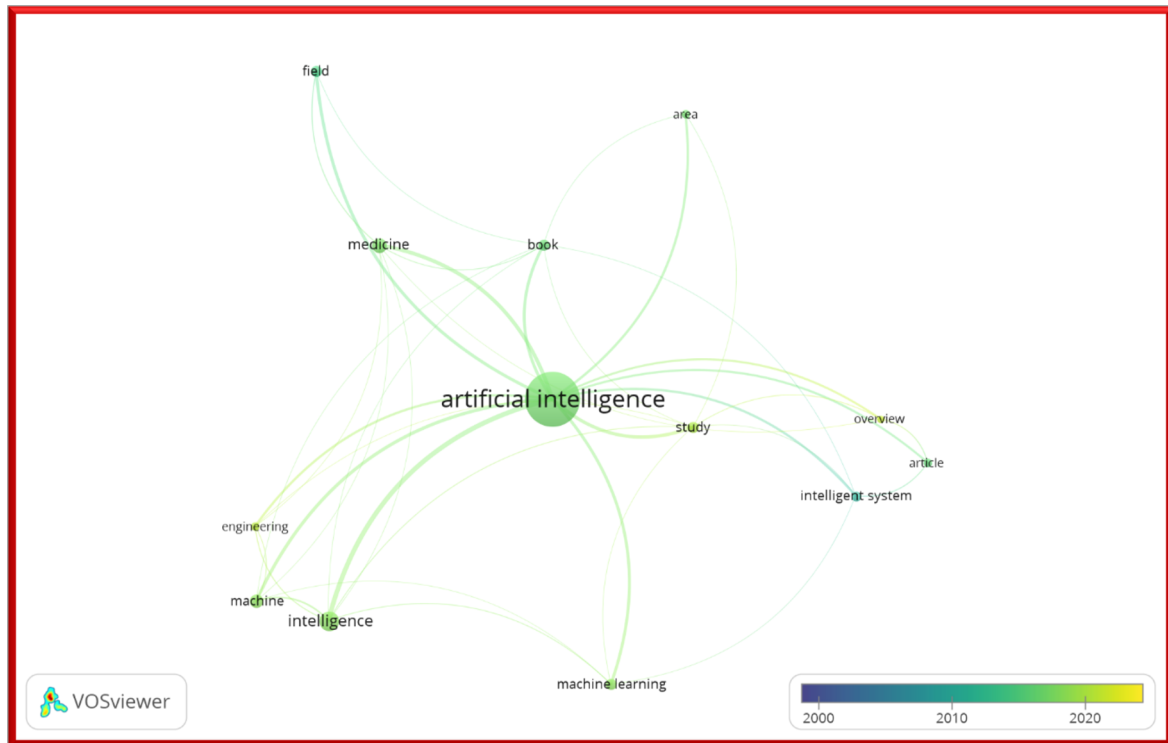 field
area
medicine
book
artificial intelligence
study
overview
article
intelligent system
engineering
machine
intelligence
machine learning
VOSviewer
2000
2010
2020